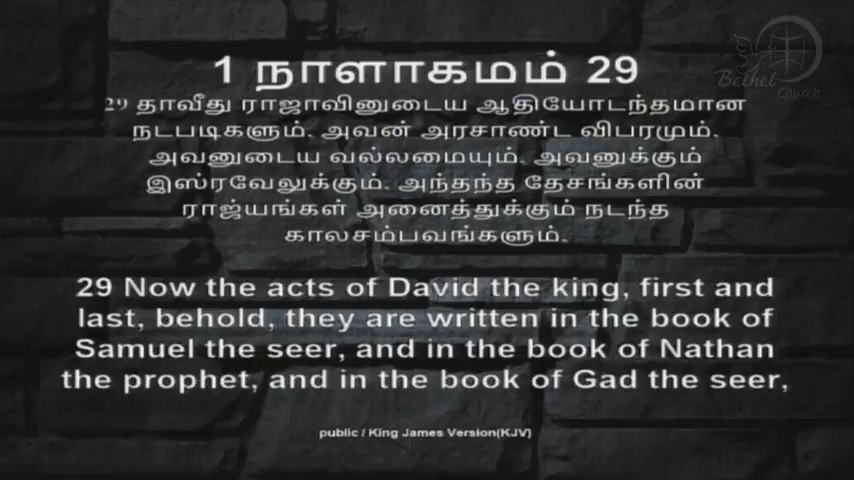 1 நாளாகமம் 29
29 தாவீது ராஜாவினுடைய ஆதியோடந்தமான
நடபடிகளும், அவன் அரசாண்ட விபரமும்,
அவனுடைய வல்லமையும், அவனுக்கும்
இஸ்ரவேலுக்கும், அந்தந்த தேசங்களின்
ராஜ்யங்கள் அனைத்துக்கும் நடந்த
காலசம்பவங்களும்,
29 Now the acts of David the king, first and
last, behold, they are written in the book of
Samuel the seer, and in the book of Nathan
the prophet, and in the book of Gad the seer,
public / King James Version(KJV)
Bethel
Church